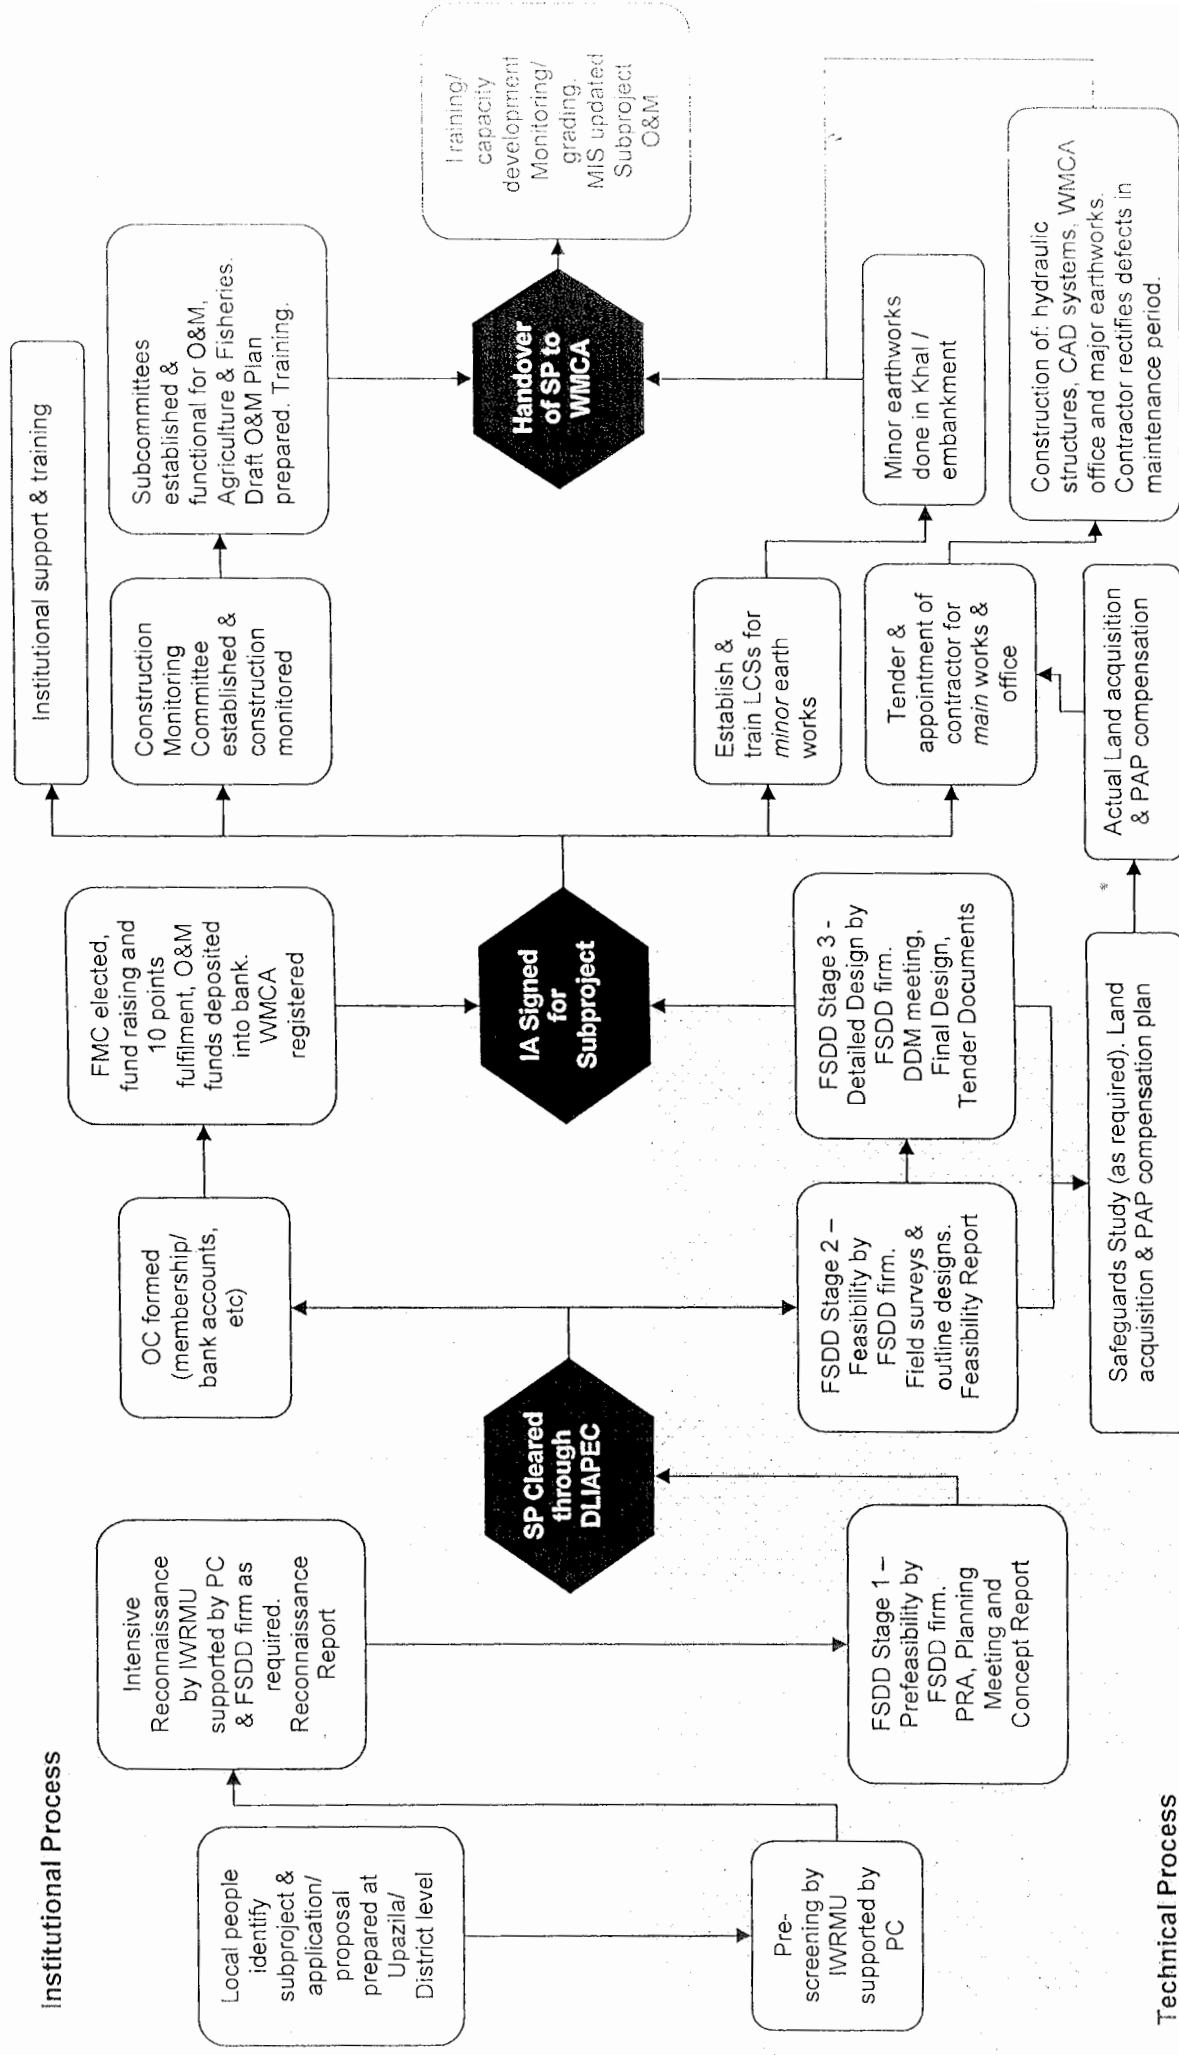 Institutional Process
Local people
identify
subproject &
application/
proposal
prepared at
Upazila/
District level
Pre-
screening by
IWRMU
supported by
PC
Intensive
Reconnaissance
by IWRMU
supported by PC
& FSDD firm as
required.
Reconnaissance
Report
FSDD Stage 1 –
Prefeasibility by
FSDD firm.
PRA, Planning
Meeting and
Concept Report
SP Cleared
through
DLIAPEC
OC formed
(membership/
bank accounts,
etc)
FSDD Stage 2 –
Feasibility by
FSDD firm.
Field surveys &
outline designs.
Feasibility Report
FMC elected,
fund raising and
10 points
fulfilment, O&M
funds deposited
into bank.
WMCA
registered
IA Signed
for
Subproject
FSDD Stage 3 -
Detailed Design by
FSDD firm.
DDM meeting,
Final Design,
Tender Documents
Safeguards Study (as required). Land
acquisition & PAP compensation plan
Institutional support & training
Construction
Monitoring
Committee
established &
construction
monitored
Subcommittees
established &
functional for O&M,
Agriculture & Fisheries.
Draft O&M Plan
prepared. Training.
Establish &
train LCSs for
minor earth
works
Tender &
appointment of
contractor for
main works &
office
Actual Land acquisition
& PAP compensation
Handover
of SP to
WMCA
Minor earthworks
done in Khal /
embankment
Construction of: hydraulic
structures, CAD systems, WMCA
office and major earthworks.
Contractor rectifies defects in
maintenance period.
Training/
capacity
development
Monitoring/
grading.
MIS updated
Subproject
O&M
Technical Process